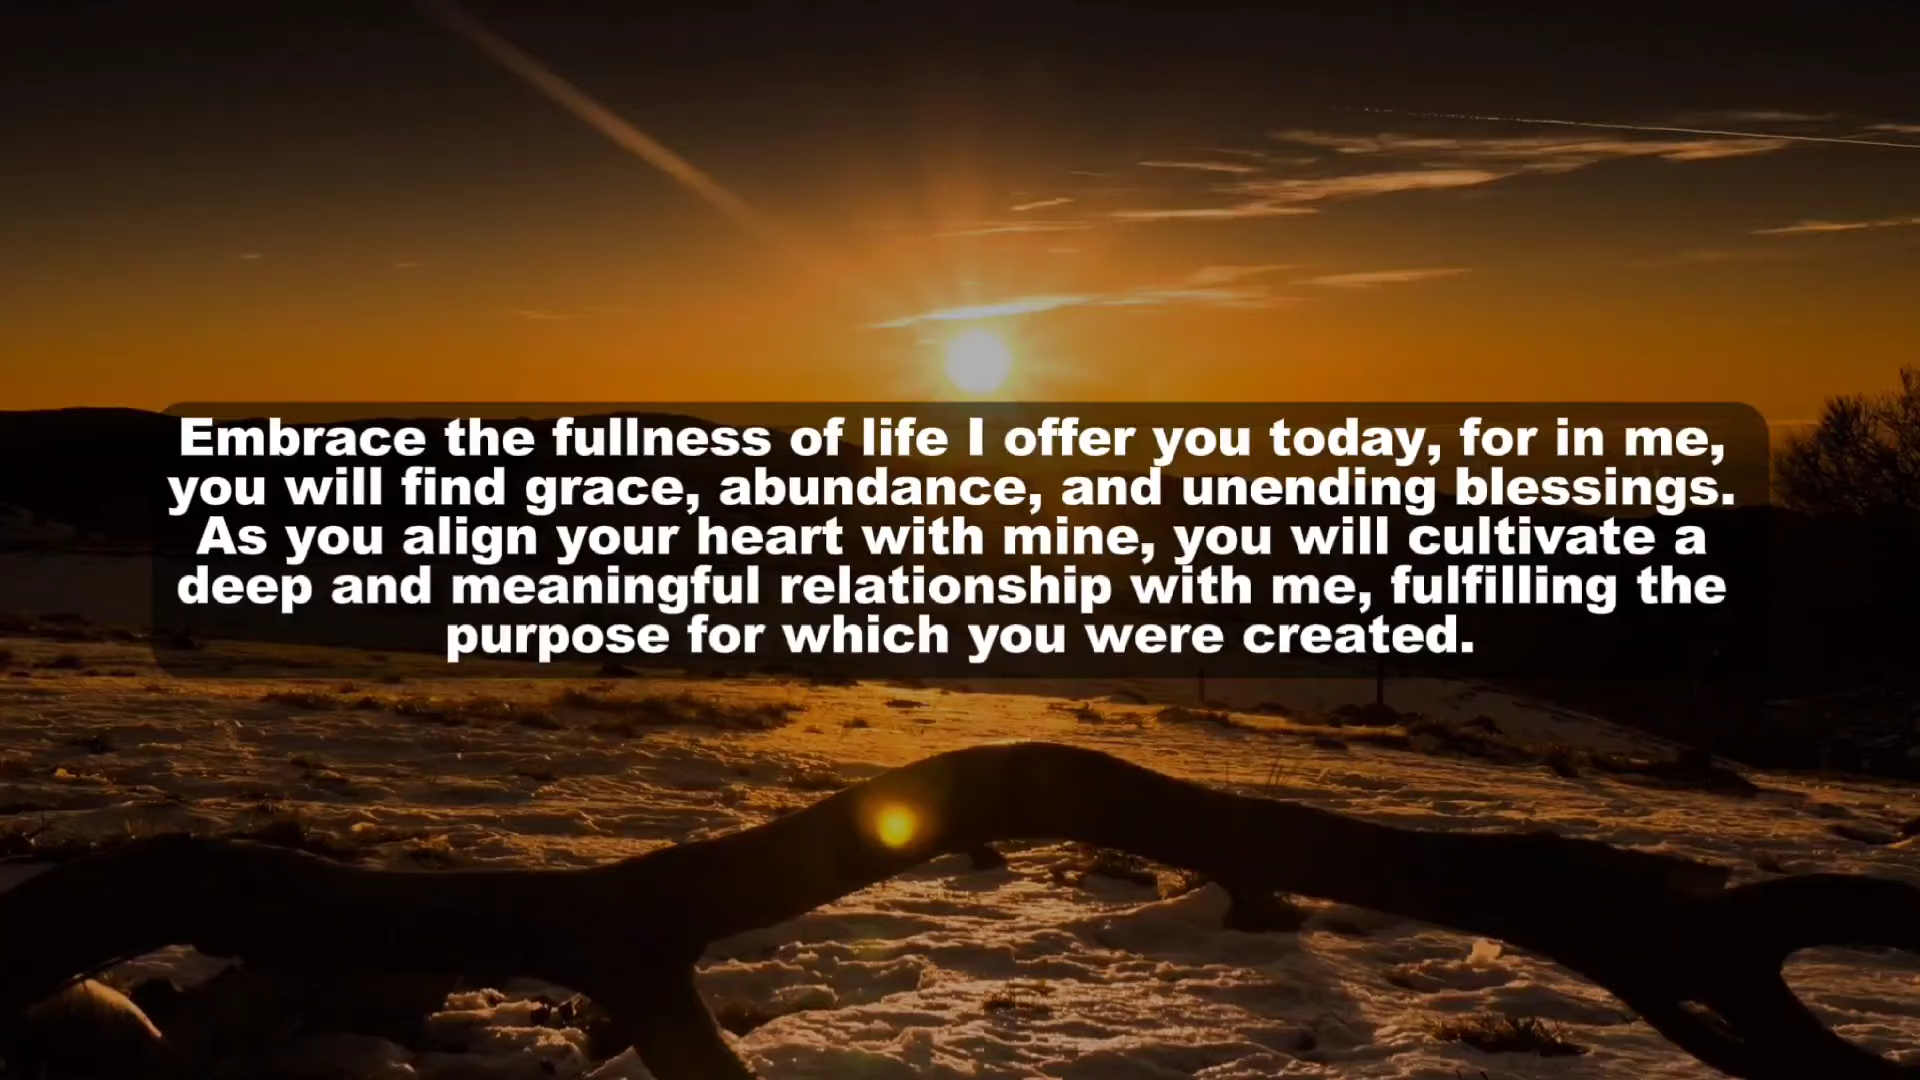 Embrace the fullness of life I offer you today, for in me,
you will find grace, abundance, and unending blessings.
As you align your heart with mine, you will cultivate a
deep and meaningful relationship with me, fulfilling the
purpose for which you were created.